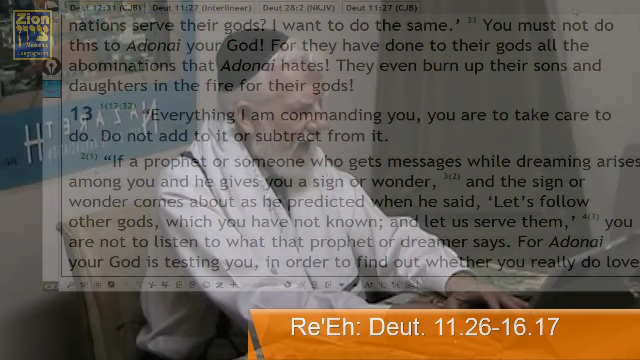 Deut 12:31 (CJB) Deut 11:27 (Interlinear) Deut 28:2 (NKJV) Deut 11:27 (CJB)
Zion
ציון
Messianic
Congregation
nations serve their gods? I want to do the same.’ 31 You must not do
this to Adonai your God! For they have done to their gods all the
abominations that Adonai hates! They even burn up their sons and
daughters in the fire for their gods!
13 1(12:32) “Everything I am commanding you, you are to take care to
do. Do not add to it or subtract from it.
2(1) “If a prophet or someone who gets messages while dreaming arises
among you and he gives you a sign or wonder, 3(2) and the sign or
wonder comes about as he predicted when he said, ‘Let’s follow
other gods, which you have not known; and let us serve them,’ 4(3) you
are not to listen to what that prophet or dreamer says. For Adonai
your God is testing you, in order to find out whether you really do love
NAZARETH
Re'Eh: Deut. 11.26-16.17